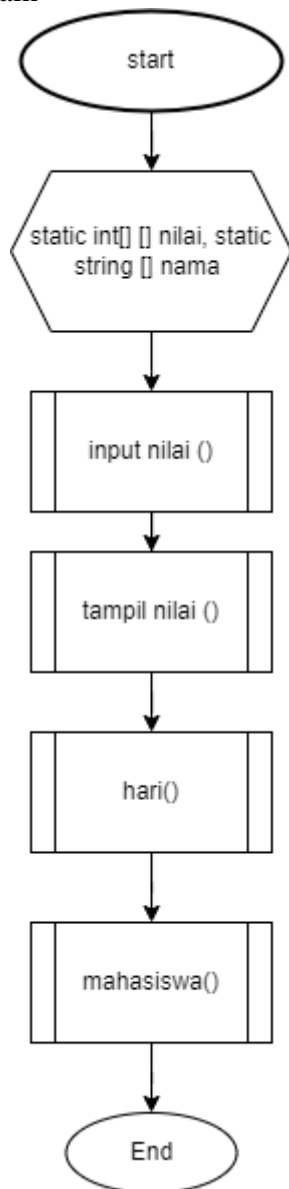 start
static int[] [] nilai, static
string [] nama
input nilai ()
tampil nilai ()
hari()
mahasiswa()
End